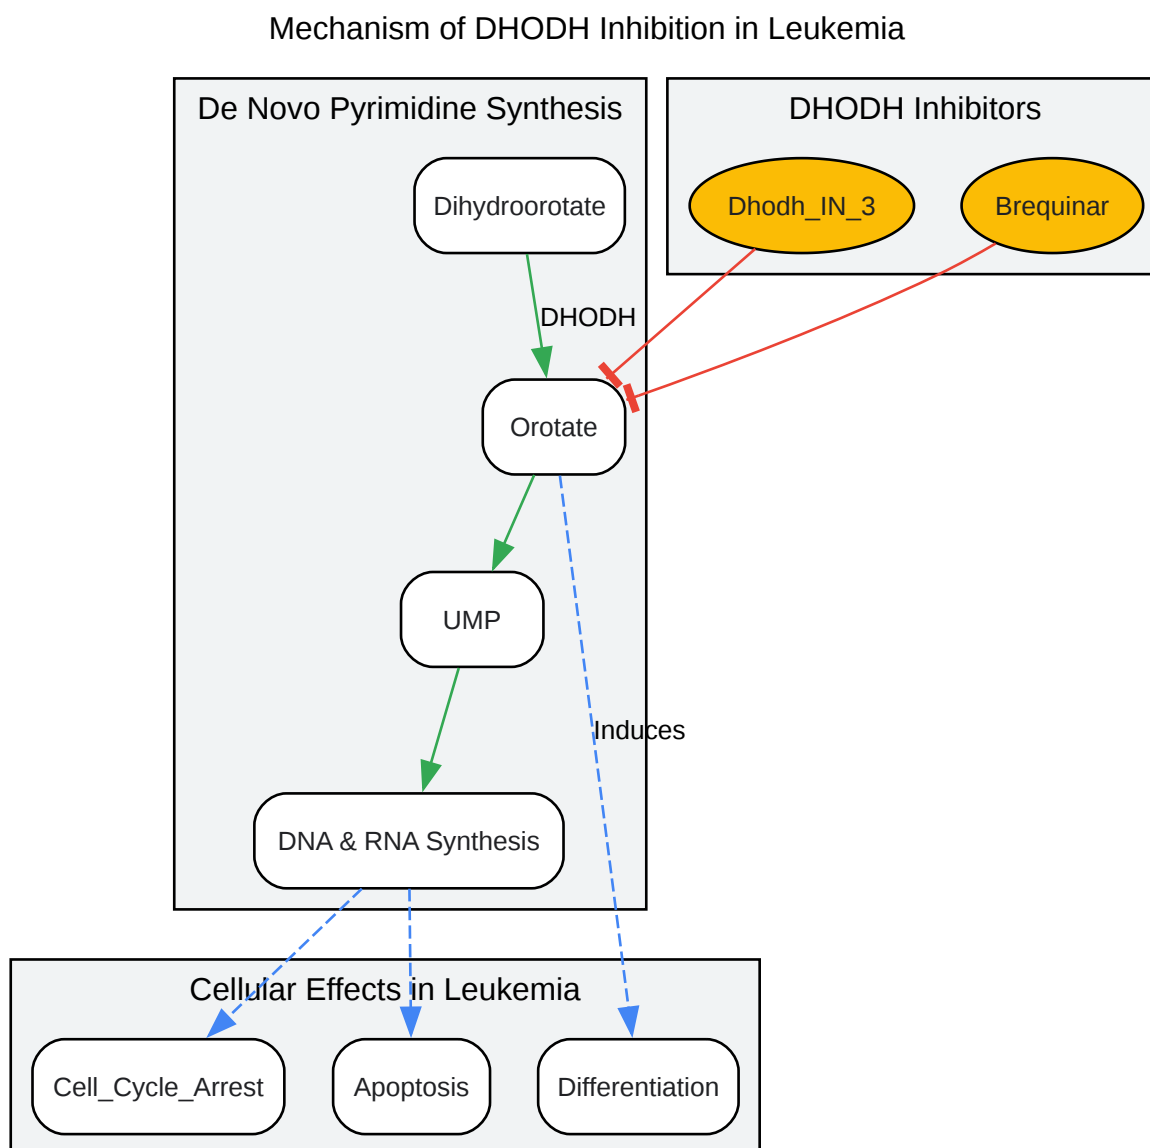 Mechanism of DHODH Inhibition in Leukemia
De Novo Pyrimidine Synthesis
DHODH Inhibitors
Dihydroorotate
Dhodh_IN_3
Brequinar
DHODH
Orotate
UMP
Induces
DNA & RNA Synthesis
Cellular Effects in Leukemia
Cell_Cycle_Arrest
Apoptosis
Differentiation